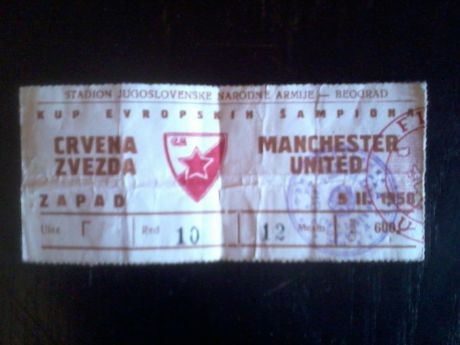 STADION JUGOSLOVENSKE NARODNE ARMIJE — BEOGRAD
KUP EVROPSKIH ŠAMPIONA
CRVENA ZVEZDA
MANCHESTER UNITED
ZAPAD
5 II. 1958
Ulaz Γ Red 10 12 Mesto 600